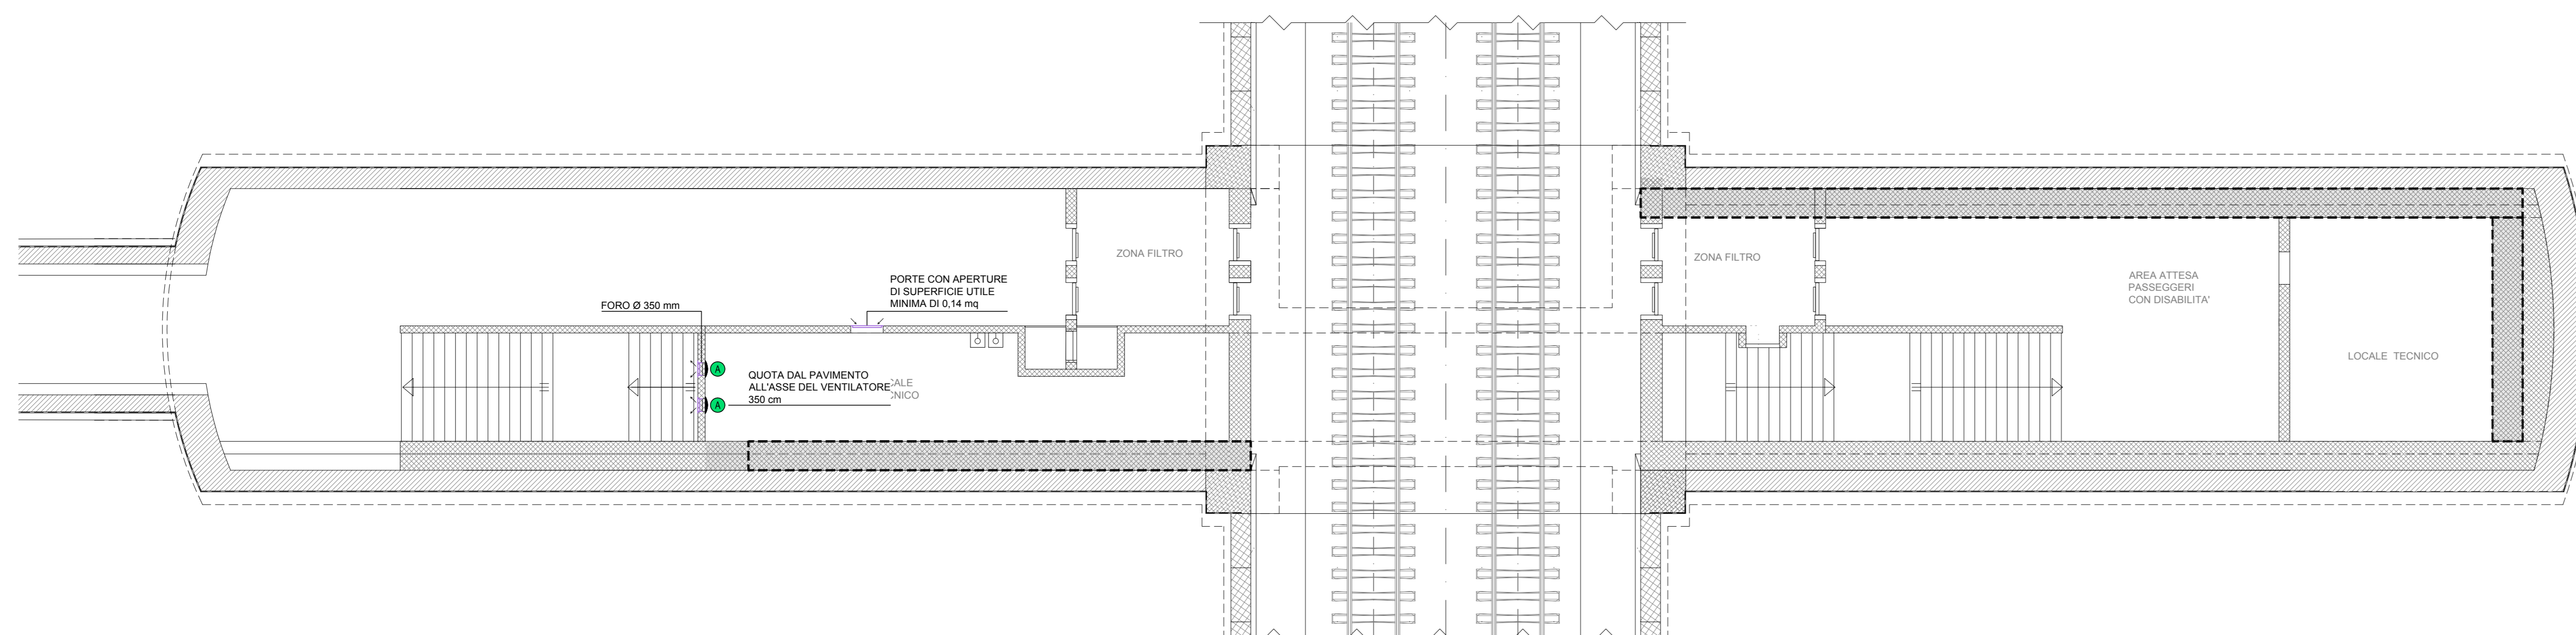 ZONA FILTRO
ZONA FILTRO
PORTE CON APERTURE
DI SUPERFICIE UTILE
MINIMA DI 0,14 mq
FORO Ø 350 mm
AREA ATTESA
PASSEGGERI
CON DISABILITA'
LOCALE TECNICO
A
A
QUOTA DAL PAVIMENTO
ALL'ASSE DEL VENTILATORE
350 cm